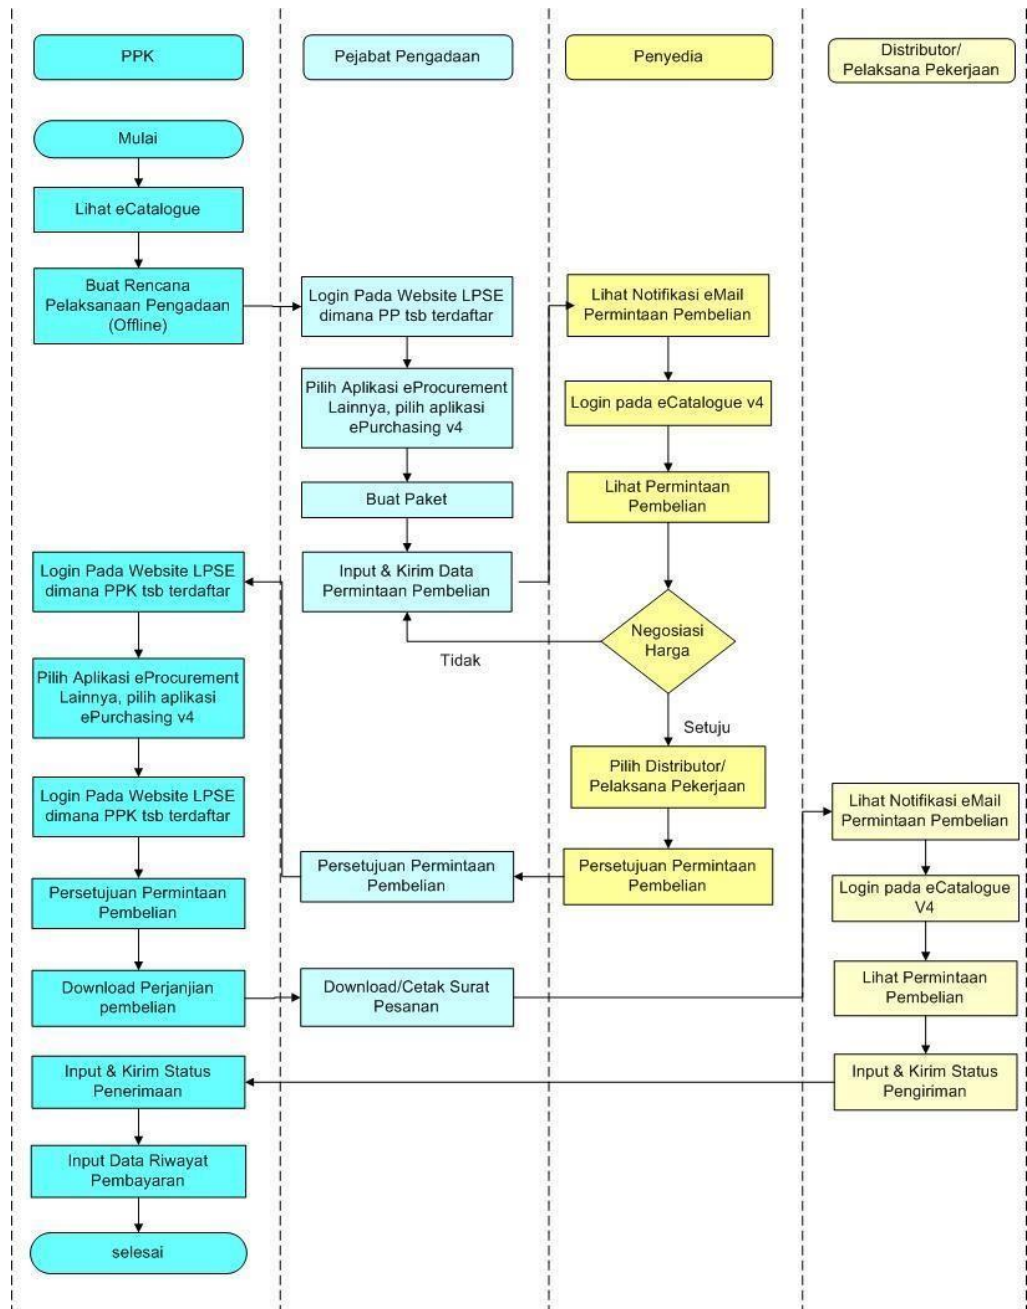 PPK
Pejabat Pengadaan
Penyedia
Distributor/
Pelaksana Pekerjaan
Mulai
Lihat eCatalogue
Buat Rencana
Pelaksanaan Pengadaan
(Offline)
Login Pada Website LPSE
dimana PP tsb terdaftar
Pilih Aplikasi eProcurement
Lainnya, pilih aplikasi
ePurchasing v4
Buat Paket
Input & Kirim Data
Permintaan Pembelian
Lihat Notifikasi eMail
Permintaan Pembelian
Login pada eCatalogue v4
Lihat Permintaan
Pembelian
Negosiasi
Harga
Tidak
Setuju
Pilih Distributor/
Pelaksana Pekerjaan
Persetujuan Permintaan
Pembelian
Persetujuan Permintaan
Pembelian
Login Pada Website LPSE
dimana PPK tsb terdaftar
Pilih Aplikasi eProcurement
Lainnya, pilih aplikasi
ePurchasing v4
Login Pada Website LPSE
dimana PPK tsb terdaftar
Persetujuan Permintaan
Pembelian
Download Perjanjian
pembelian
Download/Cetak Surat
Pesanan
Lihat Notifikasi eMail
Permintaan Pembelian
Login pada eCatalogue
V4
Lihat Permintaan
Pembelian
Input & Kirim Status
Pengiriman
Input & Kirim Status
Penerimaan
Input Data Riwayat
Pembayaran
selesai